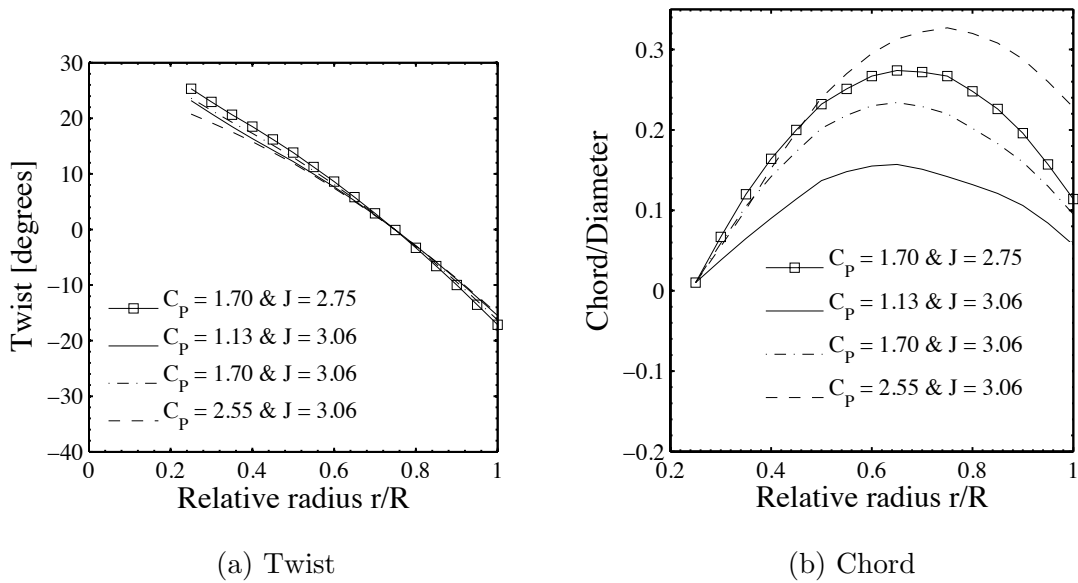 30
20
10
0
−10
−20
−30
−40
Twist [degrees]
C_P = 1.70 & J = 2.75
C_P = 1.13 & J = 3.06
C_P = 1.70 & J = 3.06
C_P = 2.55 & J = 3.06
0 0.2 0.4 0.6 0.8 1
Relative radius r/R
(a) Twist
0.3
0.2
0.1
0
−0.1
−0.2
Chord/Diameter
C_P = 1.70 & J = 2.75
C_P = 1.13 & J = 3.06
C_P = 1.70 & J = 3.06
C_P = 2.55 & J = 3.06
0.2 0.4 0.6 0.8 1
Relative radius r/R
(b) Chord